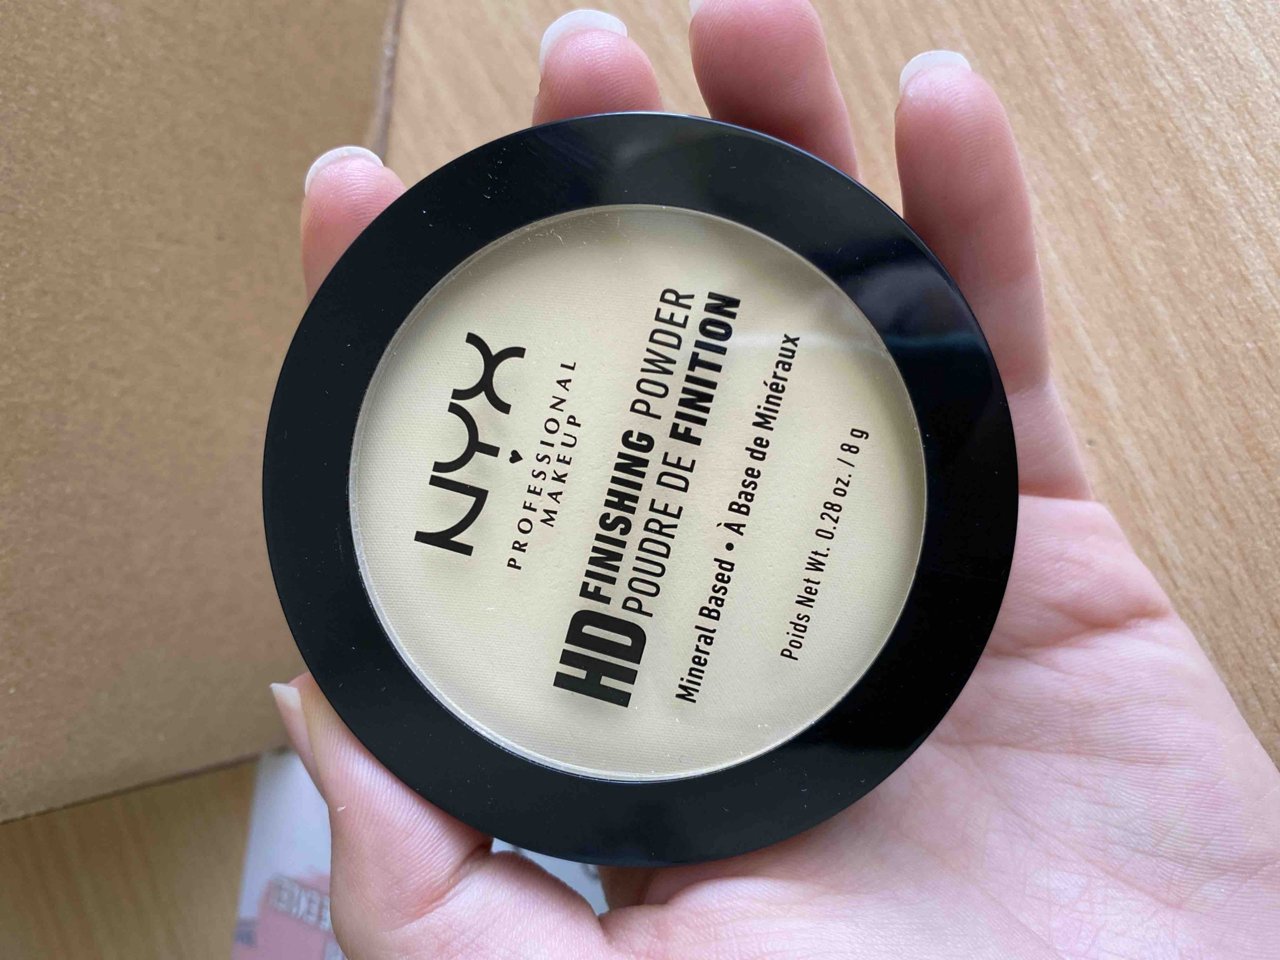 NYX
PROFESSIONAL
MAKEUP
HD FINISHING POWDER
POUDRE DE FINITION
Mineral Based • À Base de Minéraux
Poids Net Wt. 0.28 oz. / 8 g